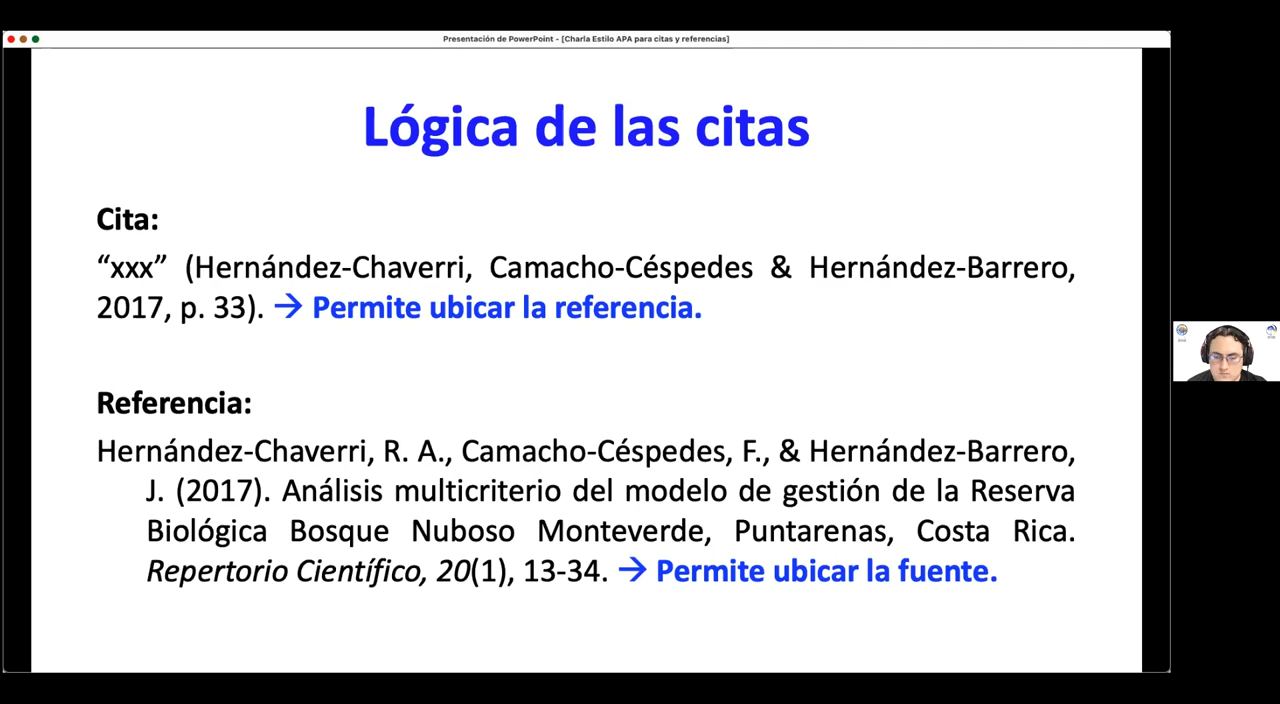 Presentación de PowerPoint - [Charla Estilo APA para citas y referencias]
Lógica de las citas
Cita:
“xxx” (Hernández-Chaverri, Camacho-Céspedes & Hernández-Barrero,
2017, p. 33). → Permite ubicar la referencia.
Referencia:
Hernández-Chaverri, R. A., Camacho-Céspedes, F., & Hernández-Barrero,
J. (2017). Análisis multicriterio del modelo de gestión de la Reserva
Biológica Bosque Nuboso Monteverde, Puntarenas, Costa Rica.
Repertorio Científico, 20(1), 13-34. → Permite ubicar la fuente.